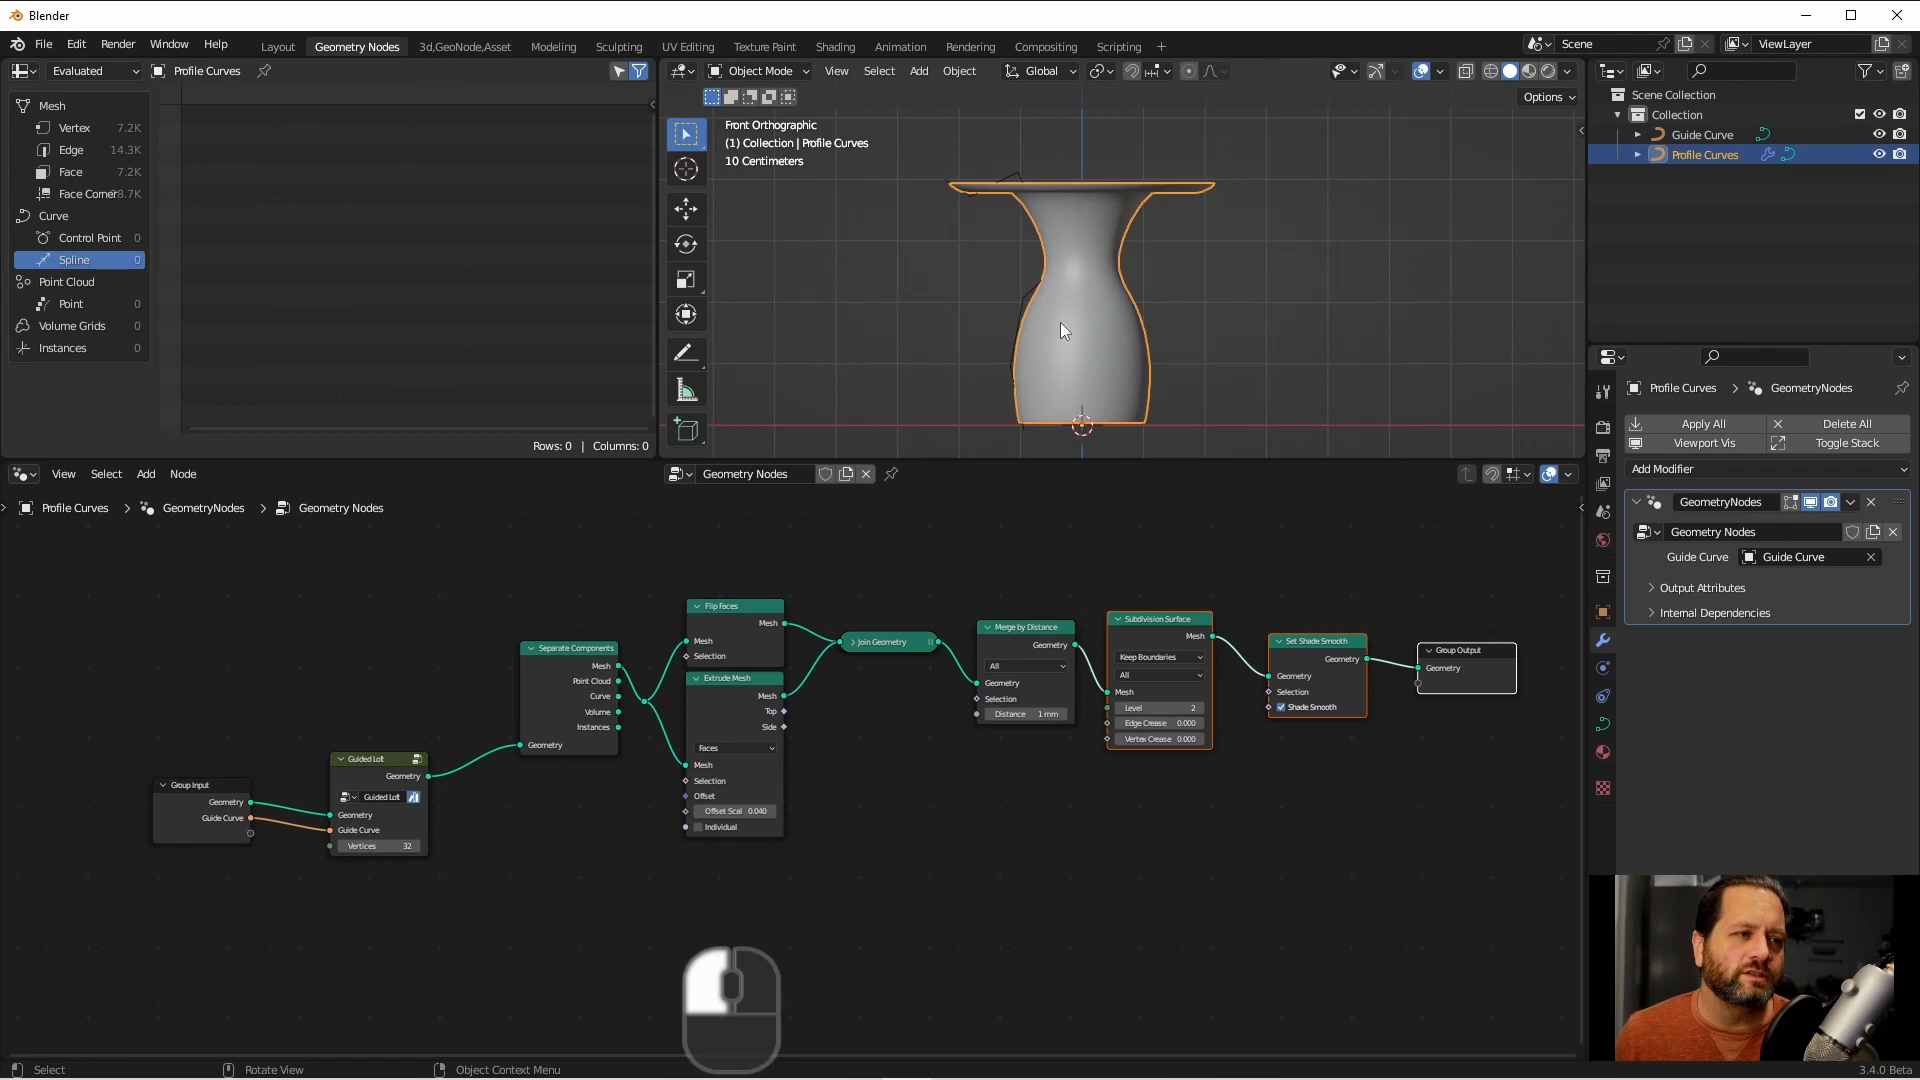 Blender
File Edit Render Window Help
Layout Geometry Nodes 3d,GeoNode,Asset Modeling Sculpting UV Editing Texture Paint Shading Animation Rendering Compositing Scripting +
Scene
ViewLayer
Evaluated
Profile Curves
Mesh
Vertex 7.2K
Edge 14.3K
Face 7.2K
Face Corner 8.7K
Curve
Control Point 0
Spline 0
Point Cloud
Point 0
Volume Grids
Instances 0
Rows: 0 | Columns: 0
Object Mode View Select Add Object Global
Options
Front Orthographic
(1) Collection | Profile Curves
10 Centimeters
Scene Collection
Collection
Guide Curve
Profile Curves
Profile Curves > GeometryNodes
Apply All Delete All
Viewport Vis Toggle Stack
Add Modifier
GeometryNodes
Geometry Nodes
Guide Curve Guide Curve
Output Attributes
Internal Dependencies
View Select Add Node
Geometry Nodes
Profile Curves > GeometryNodes > Geometry Nodes
Group Input
Geometry
Guide Curve
Guided Loft
Geometry
Guided Loft
Geometry
Guide Curve
Vertices 32
Separate Components
Mesh
Point Cloud
Curve
Volume
Instances
Geometry
Flip Faces
Mesh
Mesh
Selection
Extrude Mesh
Mesh
Top
Side
Faces
Mesh
Selection
Offset
Offset Scal 0.040
Individual
Join Geometry
Merge by Distance
Geometry
All
Geometry
Selection
Distance 1 mm
Subdivision Surface
Mesh
Keep Boundaries
All
Mesh
Level 2
Edge Crease 0.000
Vertex Crease 0.000
Set Shade Smooth
Geometry
Geometry
Selection
Shade Smooth
Group Output
Geometry
Select
Rotate View
Object Context Menu
3.4.0 Beta